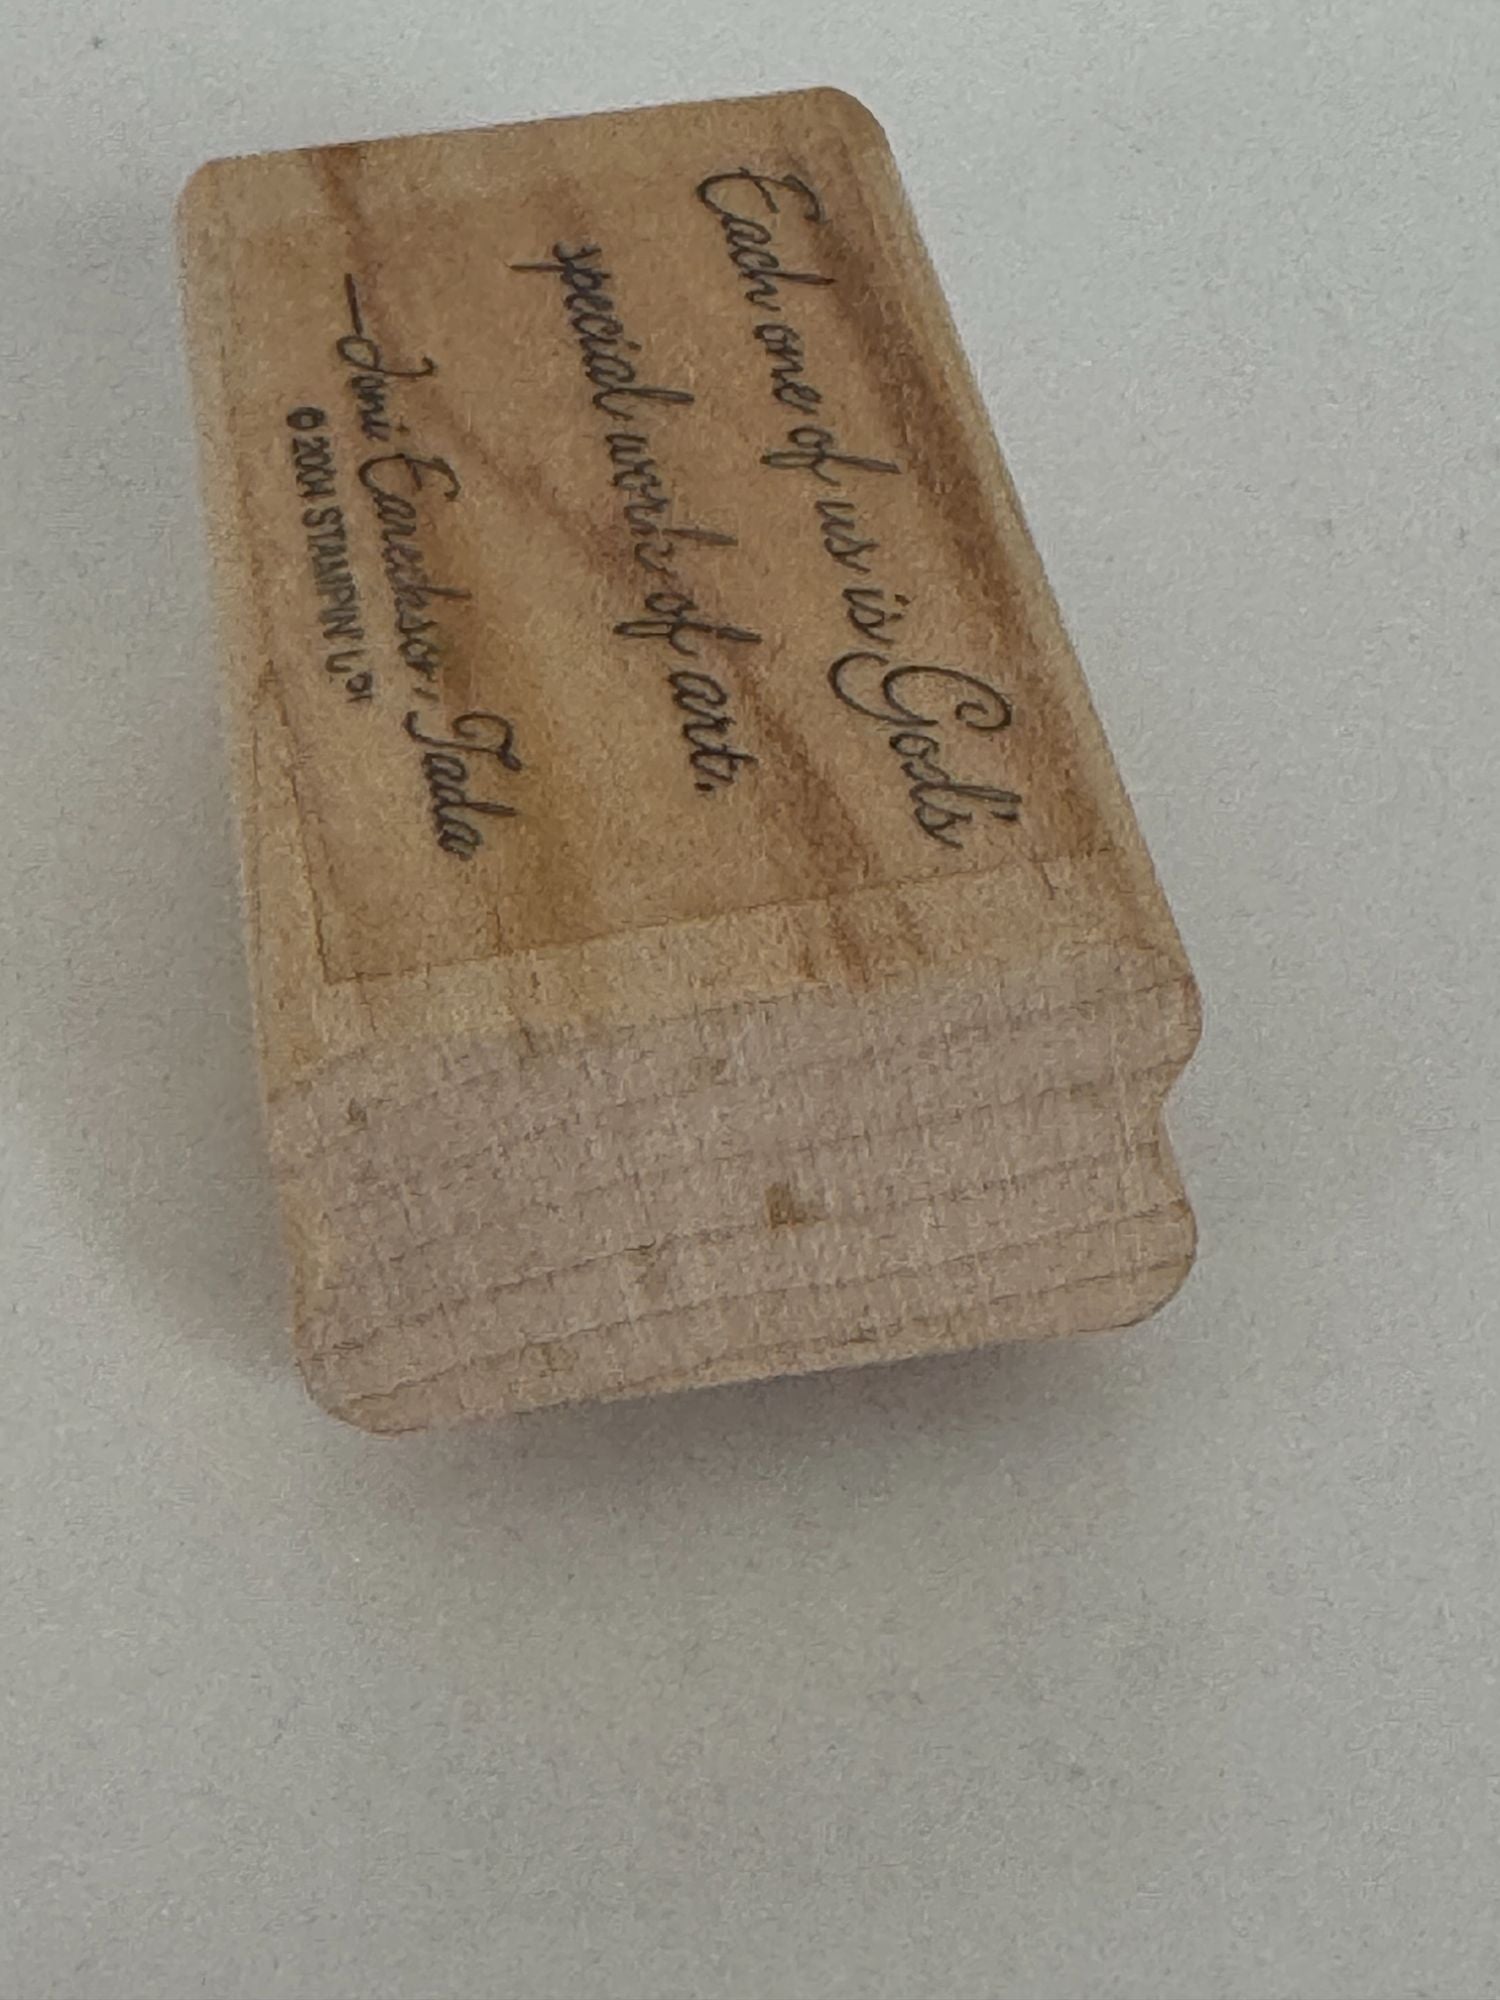 Each one of us is God's
special work of art.
—Joni Eareckson Tada
© 2004 STAMPIN' UP!